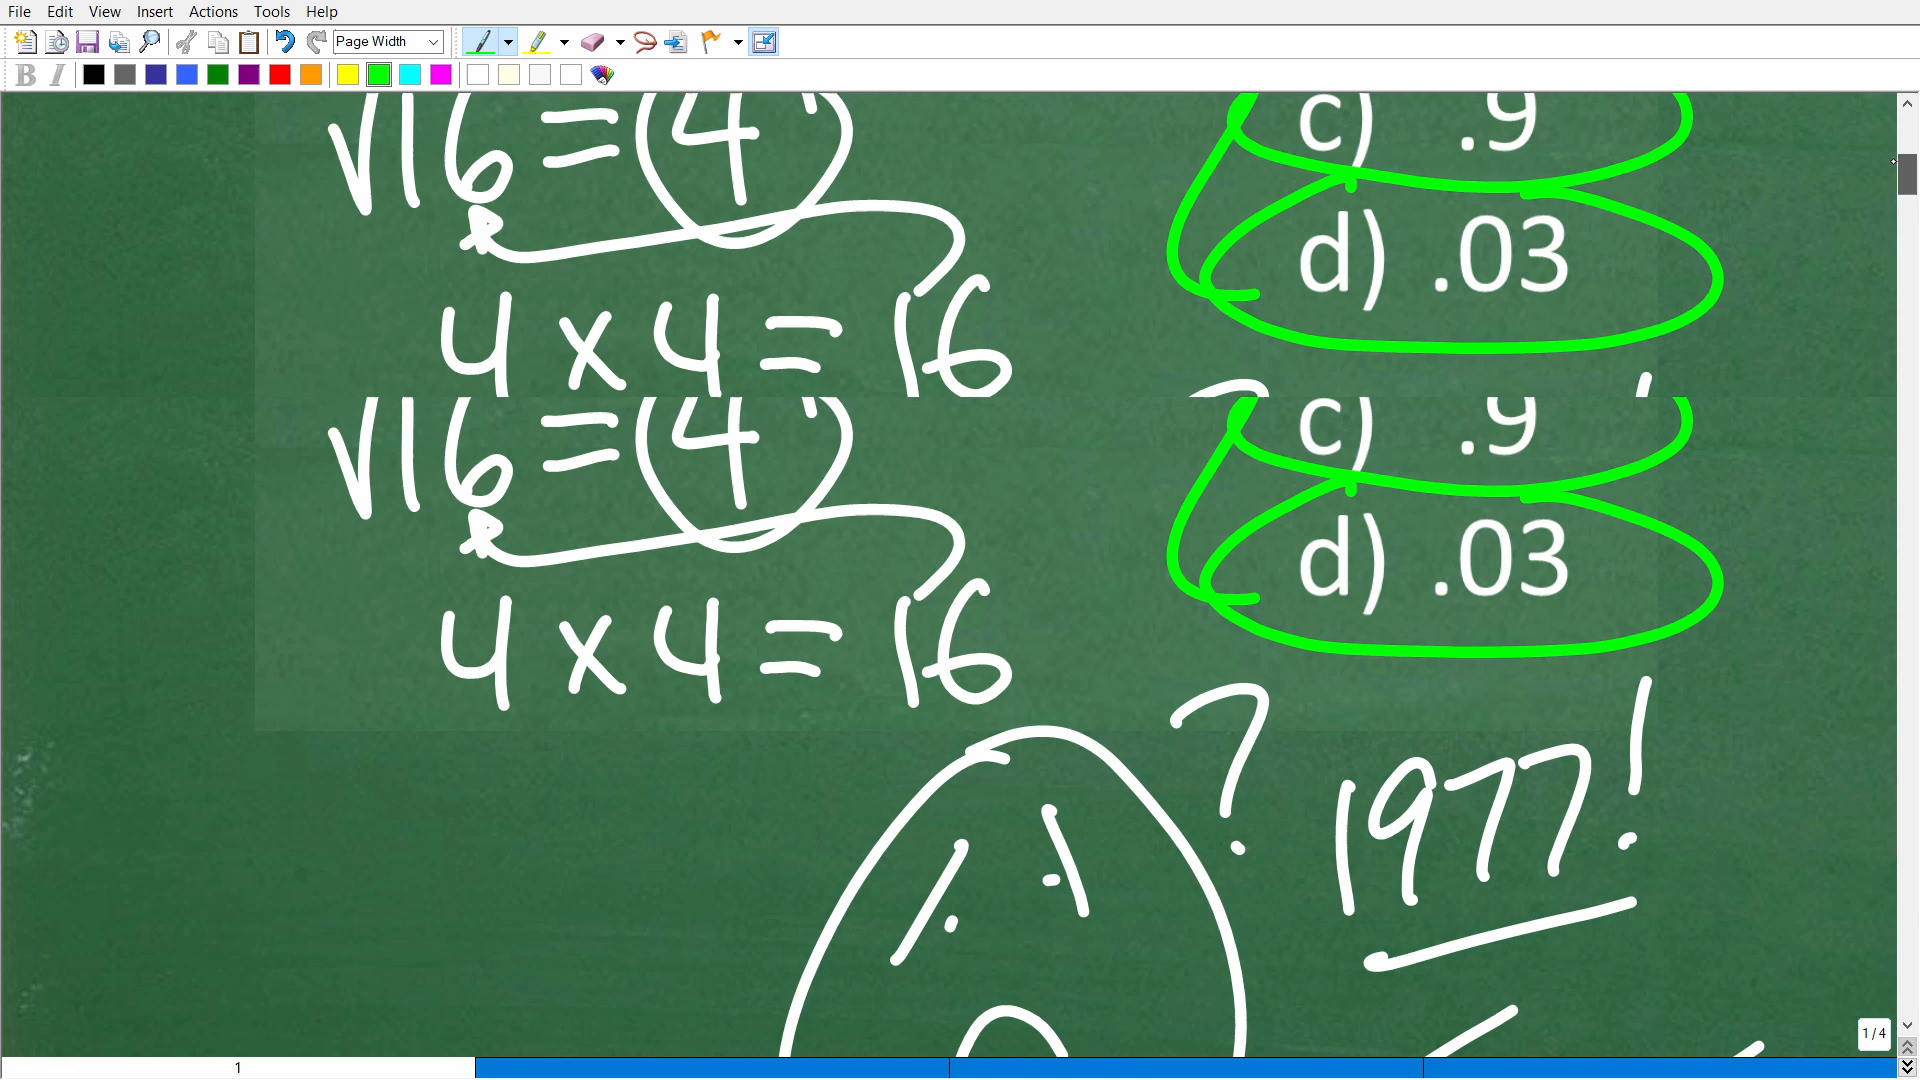 File Edit View Insert Actions Tools Help
Page Width
B I
√16 = 4
c) .9
d) .03
4 x 4 = 16
√16 = 4
c) .9
d) .03
4 x 4 = 16
? 1977!
1 / 4
1